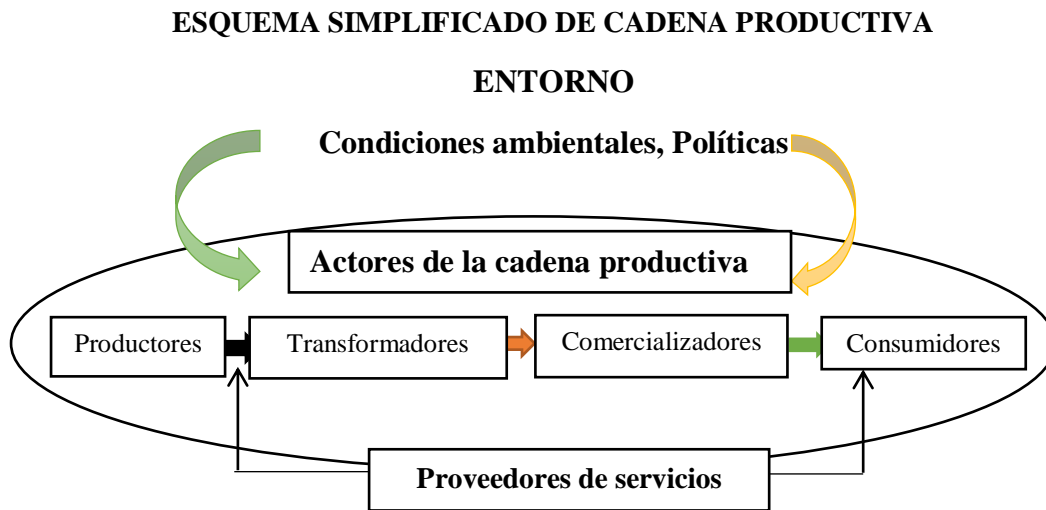 ESQUEMA SIMPLIFICADO DE CADENA PRODUCTIVA
ENTORNO
Condiciones ambientales, Políticas
Actores de la cadena productiva
Productores
Transformadores
Comercializadores
Consumidores
Proveedores de servicios